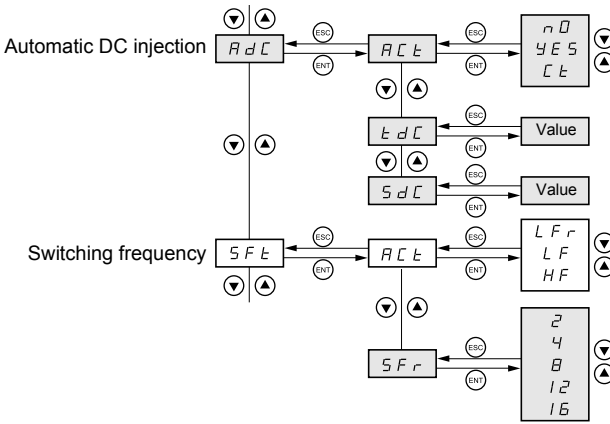 Automatic DC injection
AdC
ESC
ENT
ACt
ESC
ENT
nO
YES
Ct
tdC
ESC
ENT
Value
SdC
ESC
ENT
Value
Switching frequency
SFt
ESC
ENT
ACt
ESC
ENT
LFr
LF
HF
SFr
ESC
ENT
2
4
8
12
16